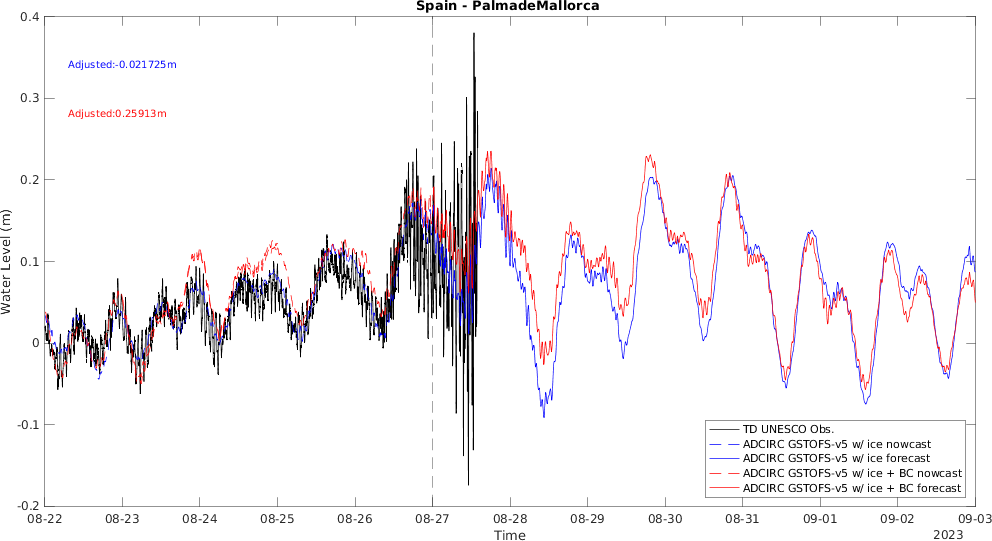 Spain - PalmadeMallorca
0.4
0.3
0.2
0.1
0
-0.1
-0.2
Water Level (m)
Adjusted:-0.021725m
Adjusted:0.25913m
TD UNESCO Obs.
ADCIRC GSTOFS-v5 w/ ice nowcast
ADCIRC GSTOFS-v5 w/ ice forecast
ADCIRC GSTOFS-v5 w/ ice + BC nowcast
ADCIRC GSTOFS-v5 w/ ice + BC forecast
08-22 08-23 08-24 08-25 08-26 08-27 08-28 08-29 08-30 08-31 09-01 09-02 09-03
Time
2023